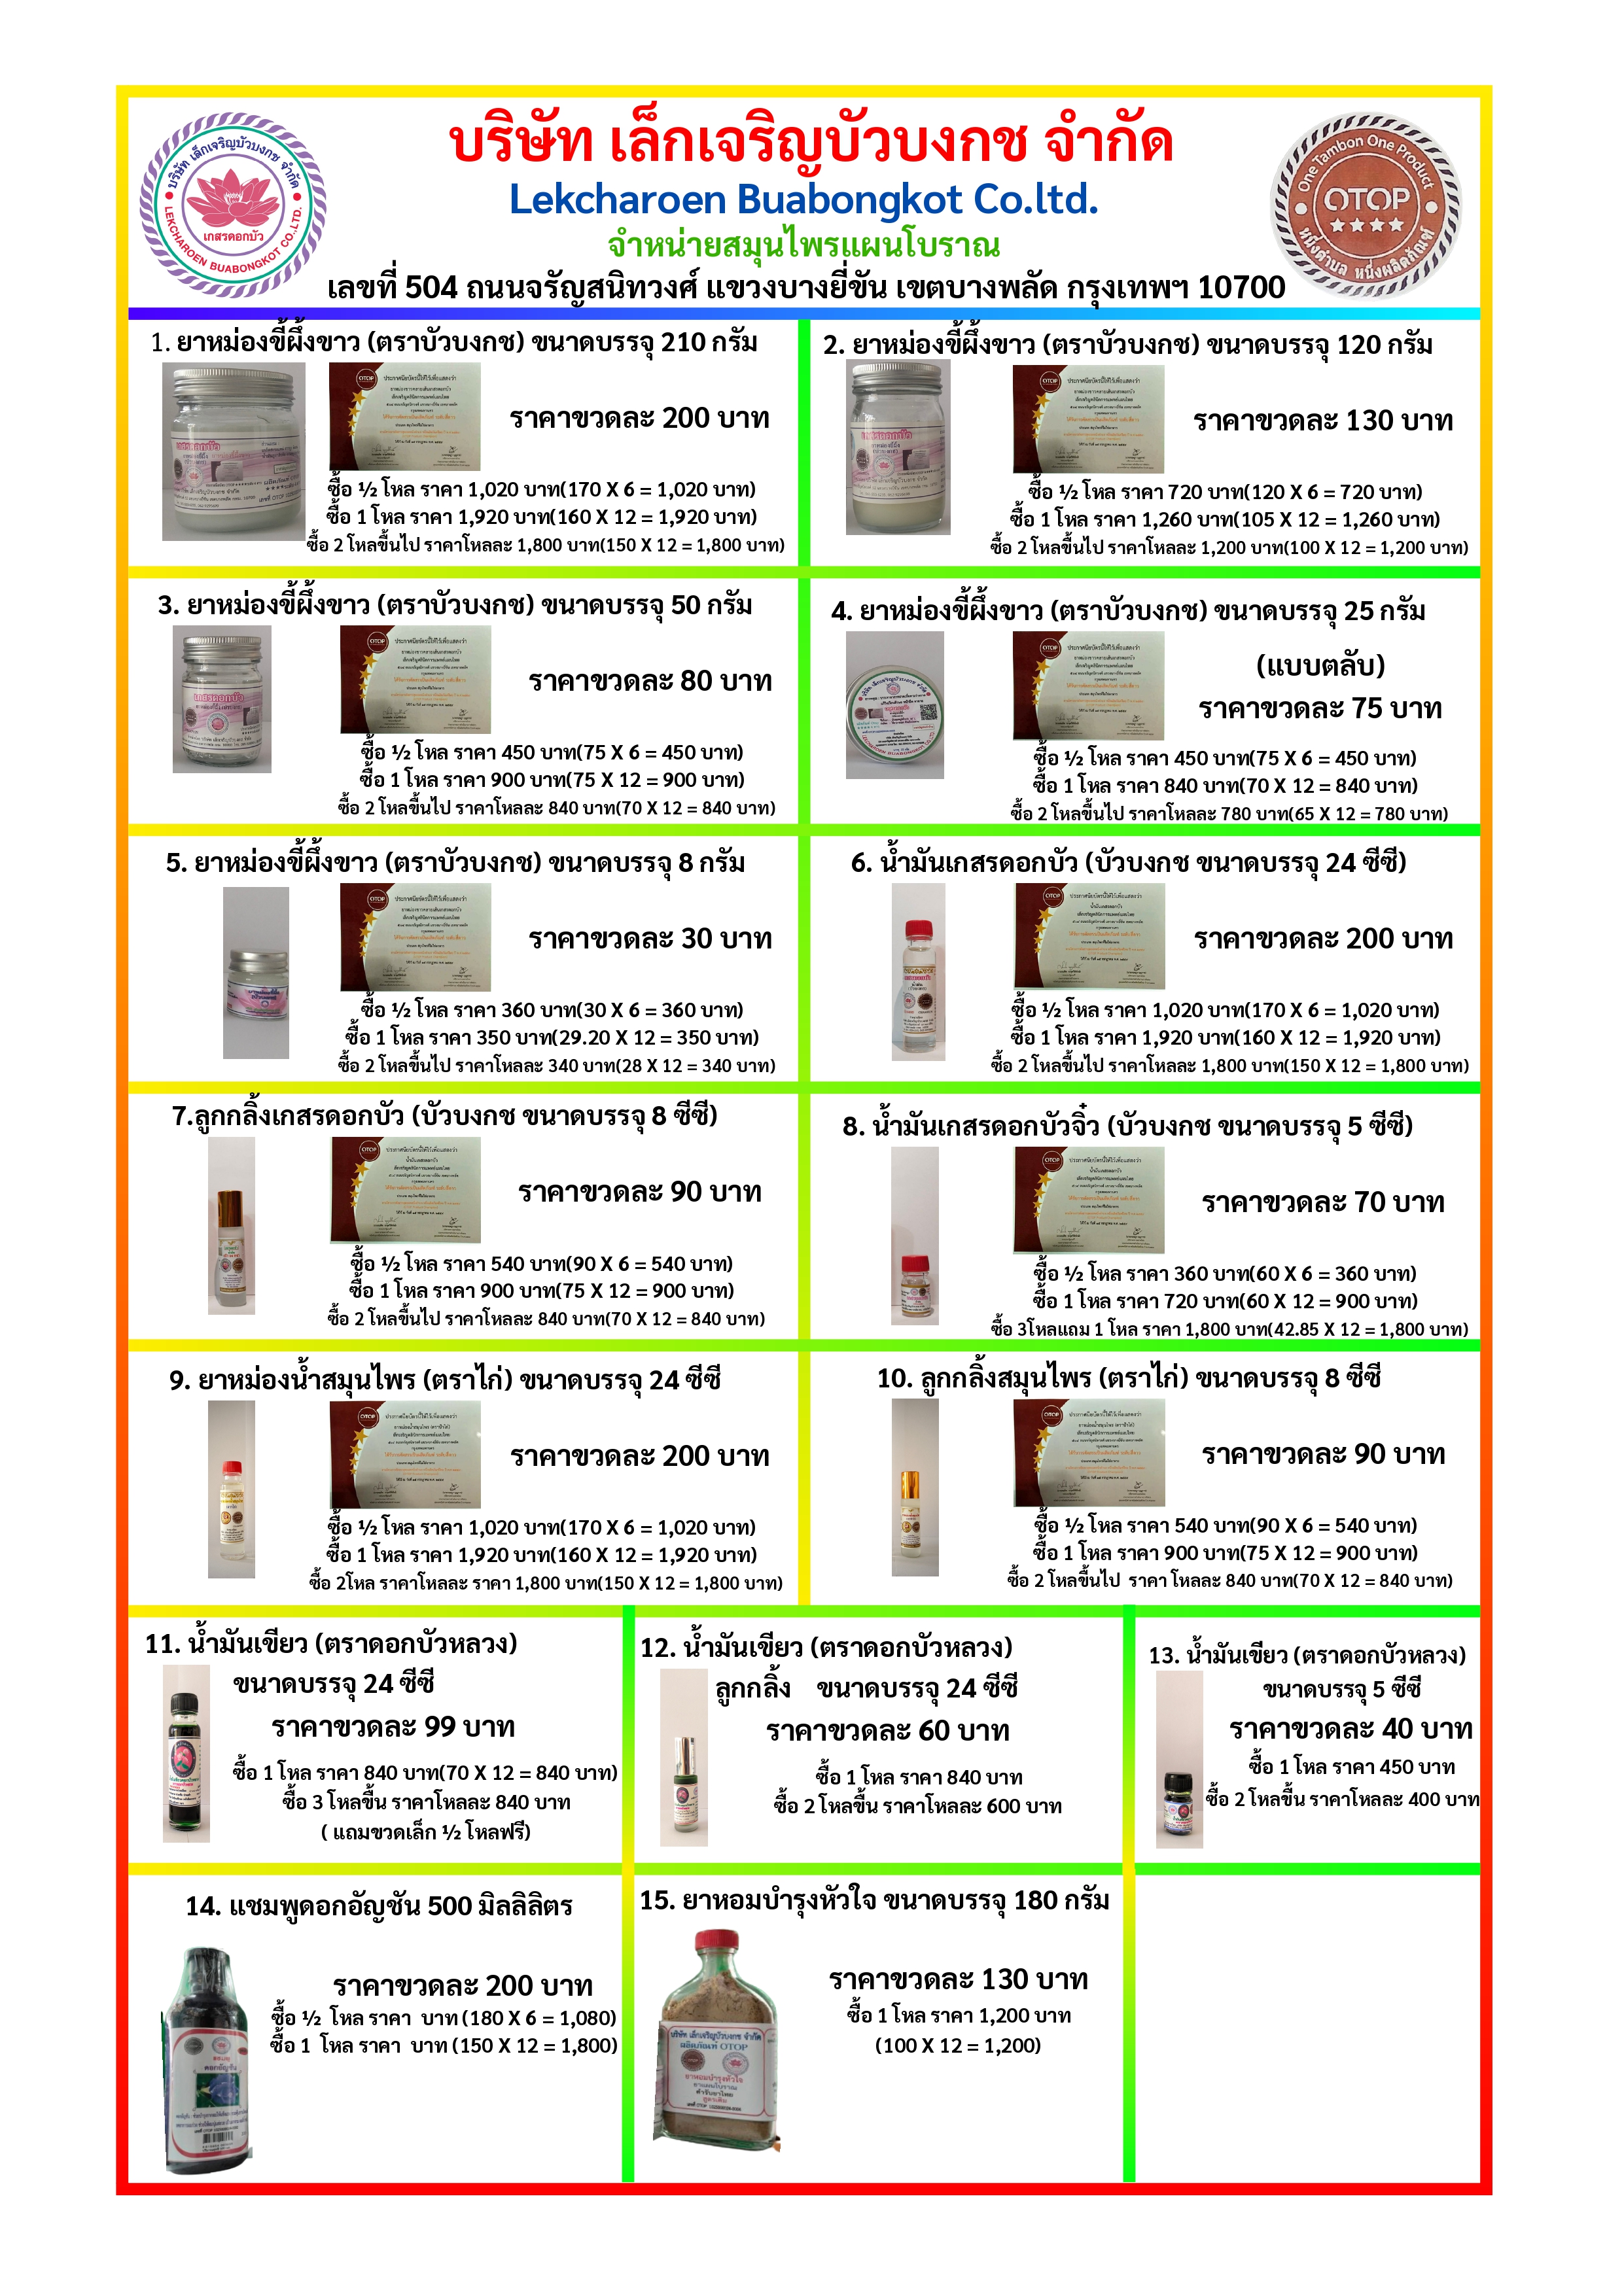 บริษัท เล็กเจริญบัวบงกช จำกัด
Lekcharoen Buabongkot Co.ltd.
จำหน่ายสมุนไพรแผนโบราณ
เลขที่ 504 ถนนจรัญสนิทวงศ์ แขวงบางยี่ขัน เขตบางพลัด กรุงเทพฯ 10700
บริษัท เล็กเจริญบัวบงกช จำกัด
เกสรดอกบัว
LEKCHAROEN BUABONGKOT CO.,LTD.
One Tambon One Product
OTOP
หนึ่งตำบล หนึ่งผลิตภัณฑ์
1. ยาหม่องขี้ผึ้งขาว (ตราบัวบงกช) ขนาดบรรจุ 210 กรัม
ราคาขวดละ 200 บาท
ซื้อ ½ โหล ราคา 1,020 บาท(170 X 6 = 1,020 บาท)
ซื้อ 1 โหล ราคา 1,920 บาท(160 X 12 = 1,920 บาท)
ซื้อ 2 โหลขึ้นไป ราคาโหลละ 1,800 บาท(150 X 12 = 1,800 บาท)
2. ยาหม่องขี้ผึ้งขาว (ตราบัวบงกช) ขนาดบรรจุ 120 กรัม
ราคาขวดละ 130 บาท
ซื้อ ½ โหล ราคา 720 บาท(120 X 6 = 720 บาท)
ซื้อ 1 โหล ราคา 1,260 บาท(105 X 12 = 1,260 บาท)
ซื้อ 2 โหลขึ้นไป ราคาโหลละ 1,200 บาท(100 X 12 = 1,200 บาท)
3. ยาหม่องขี้ผึ้งขาว (ตราบัวบงกช) ขนาดบรรจุ 50 กรัม
ราคาขวดละ 80 บาท
ซื้อ ½ โหล ราคา 450 บาท(75 X 6 = 450 บาท)
ซื้อ 1 โหล ราคา 900 บาท(75 X 12 = 900 บาท)
ซื้อ 2 โหลขึ้นไป ราคาโหลละ 840 บาท(70 X 12 = 840 บาท)
4. ยาหม่องขี้ผึ้งขาว (ตราบัวบงกช) ขนาดบรรจุ 25 กรัม
(แบบตลับ)
ราคาขวดละ 75 บาท
ซื้อ ½ โหล ราคา 450 บาท(75 X 6 = 450 บาท)
ซื้อ 1 โหล ราคา 840 บาท(70 X 12 = 840 บาท)
ซื้อ 2 โหลขึ้นไป ราคาโหลละ 780 บาท(65 X 12 = 780 บาท)
5. ยาหม่องขี้ผึ้งขาว (ตราบัวบงกช) ขนาดบรรจุ 8 กรัม
ราคาขวดละ 30 บาท
ซื้อ ½ โหล ราคา 360 บาท(30 X 6 = 360 บาท)
ซื้อ 1 โหล ราคา 350 บาท(29.20 X 12 = 350 บาท)
ซื้อ 2 โหลขึ้นไป ราคาโหลละ 340 บาท(28 X 12 = 340 บาท)
6. น้ำมันเกสรดอกบัว (บัวบงกช ขนาดบรรจุ 24 ซีซี)
ราคาขวดละ 200 บาท
ซื้อ ½ โหล ราคา 1,020 บาท(170 X 6 = 1,020 บาท)
ซื้อ 1 โหล ราคา 1,920 บาท(160 X 12 = 1,920 บาท)
ซื้อ 2 โหลขึ้นไป ราคาโหลละ 1,800 บาท(150 X 12 = 1,800 บาท)
7.ลูกกลิ้งเกสรดอกบัว (บัวบงกช ขนาดบรรจุ 8 ซีซี)
ราคาขวดละ 90 บาท
ซื้อ ½ โหล ราคา 540 บาท(90 X 6 = 540 บาท)
ซื้อ 1 โหล ราคา 900 บาท(75 X 12 = 900 บาท)
ซื้อ 2 โหลขึ้นไป ราคาโหลละ 840 บาท(70 X 12 = 840 บาท)
8. น้ำมันเกสรดอกบัวจิ๋ว (บัวบงกช ขนาดบรรจุ 5 ซีซี)
ราคาขวดละ 70 บาท
ซื้อ ½ โหล ราคา 360 บาท(60 X 6 = 360 บาท)
ซื้อ 1 โหล ราคา 720 บาท(60 X 12 = 900 บาท)
ซื้อ 3โหลแถม 1 โหล ราคา 1,800 บาท(42.85 X 12 = 1,800 บาท)
9. ยาหม่องน้ำสมุนไพร (ตราไก่) ขนาดบรรจุ 24 ซีซี
ราคาขวดละ 200 บาท
ซื้อ ½ โหล ราคา 1,020 บาท(170 X 6 = 1,020 บาท)
ซื้อ 1 โหล ราคา 1,920 บาท(160 X 12 = 1,920 บาท)
ซื้อ 2โหล ราคาโหลละ ราคา 1,800 บาท(150 X 12 = 1,800 บาท)
10. ลูกกลิ้งสมุนไพร (ตราไก่) ขนาดบรรจุ 8 ซีซี
ราคาขวดละ 90 บาท
ซื้อ ½ โหล ราคา 540 บาท(90 X 6 = 540 บาท)
ซื้อ 1 โหล ราคา 900 บาท(75 X 12 = 900 บาท)
ซื้อ 2 โหลขึ้นไป ราคา โหลละ 840 บาท(70 X 12 = 840 บาท)
11. น้ำมันเขียว (ตราดอกบัวหลวง)
ขนาดบรรจุ 24 ซีซี
ราคาขวดละ 99 บาท
ซื้อ 1 โหล ราคา 840 บาท(70 X 12 = 840 บาท)
ซื้อ 3 โหลขึ้น ราคาโหลละ 840 บาท
( แถมขวดเล็ก ½ โหลฟรี)
12. น้ำมันเขียว (ตราดอกบัวหลวง)
ลูกกลิ้ง ขนาดบรรจุ 24 ซีซี
ราคาขวดละ 60 บาท
ซื้อ 1 โหล ราคา 840 บาท
ซื้อ 2 โหลขึ้น ราคาโหลละ 600 บาท
13. น้ำมันเขียว (ตราดอกบัวหลวง)
ขนาดบรรจุ 5 ซีซี
ราคาขวดละ 40 บาท
ซื้อ 1 โหล ราคา 450 บาท
ซื้อ 2 โหลขึ้น ราคาโหลละ 400 บาท
14. แชมพูดอกอัญชัน 500 มิลลิลิตร
ราคาขวดละ 200 บาท
ซื้อ ½ โหล ราคา บาท (180 X 6 = 1,080)
ซื้อ 1 โหล ราคา บาท (150 X 12 = 1,800)
15. ยาหอมบำรุงหัวใจ ขนาดบรรจุ 180 กรัม
ราคาขวดละ 130 บาท
ซื้อ 1 โหล ราคา 1,200 บาท
(100 X 12 = 1,200)
บริษัท เล็กเจริญบัวบงกช จำกัด
ผลิตภัณฑ์ OTOP
ยาหอมบำรุงหัวใจ